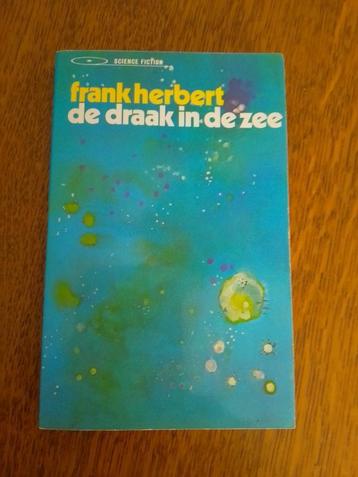 SCIENCE FICTION
frank herbert
de draak in de zee